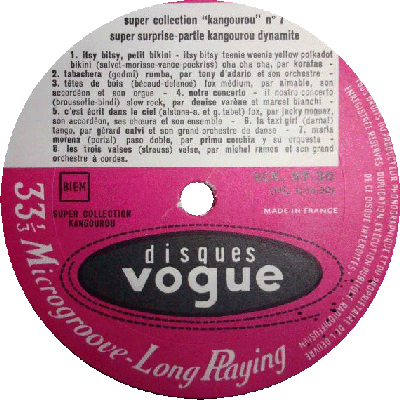 super collection "kangourou" n° 1
super surprise-partie kangourou dynamite
1. itsy bitsy, petit bikini - itsy bitsy teenie weenie yellow polkadot
bikini (salvet-morisse-vance pockriss) cha cha cha, par korafas -
2. tabachera (godmi) rumba, par tony d'adario et son orchestre -
3. têtes de bois (bécaud-delanoe) fox médium, par aimable, son
accordéon et son orgue - 4. notre concerto - il nostro concerto
(brousselle-bindi) slow rock, par denise varène et marcel bianchi
5. c'est écrit dans le ciel (alstone-s. et g. tabet) fox, par jacky noguez,
son accordéon, ses chœurs et son musette - 6. la taxi girl (darnal)
tango, par gérard calvi et son grand orchestre de danse - 7. maria
morena (portal) paso doble, par primo corchia y su orquesta -
8. les trois valses (strauss) valse, par michel ramos et son grand
orchestre à cordes.
BIEM
SUPER COLLECTION
KANGOUROU
MADE IN FRANCE
disques
vogue
33⅓ Microgroove-Long Playing